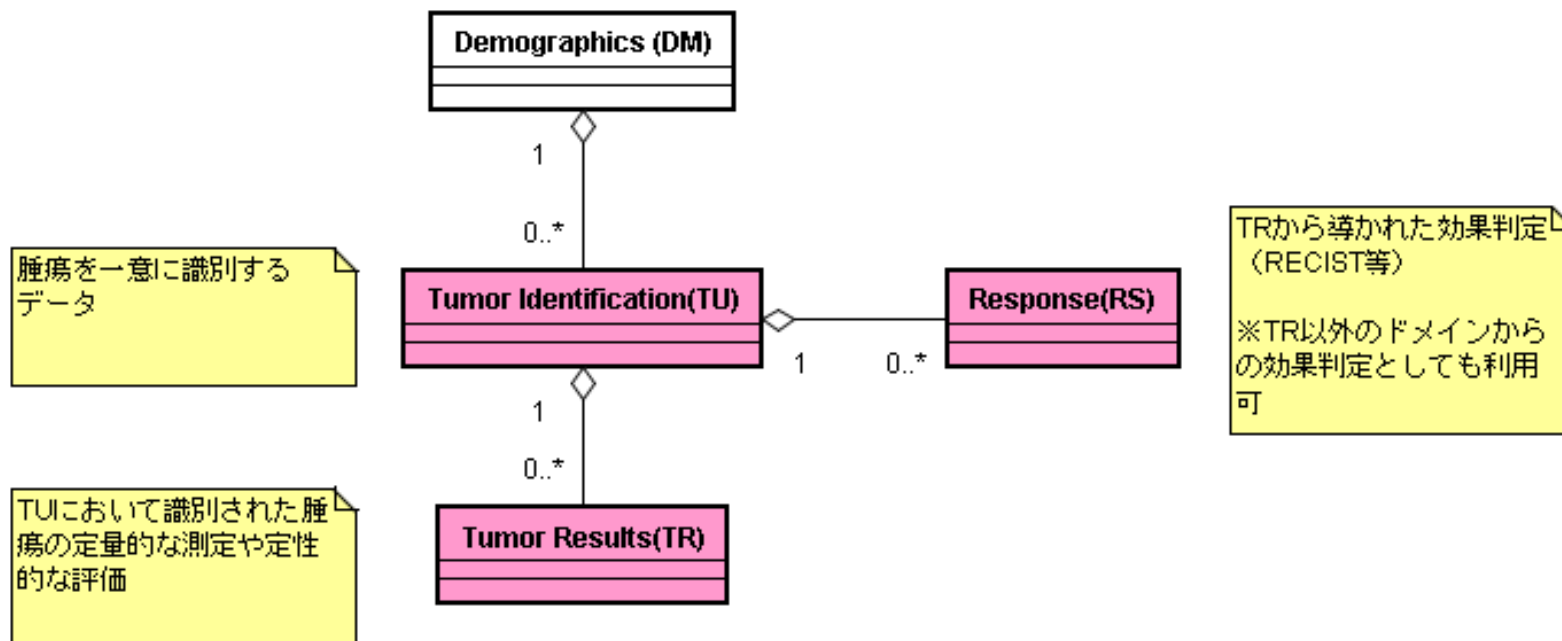 Demographics (DM)
1
0..*
腫瘍を一意に識別する
データ
Tumor Identification(TU)
1
0..*
Response(RS)
TRから導かれた効果判定
（RECIST等）
※TR以外のドメインから
の効果判定としても利用
可
1
0..*
TUにおいて識別された腫
瘍の定量的な測定や定性
的な評価
Tumor Results(TR)